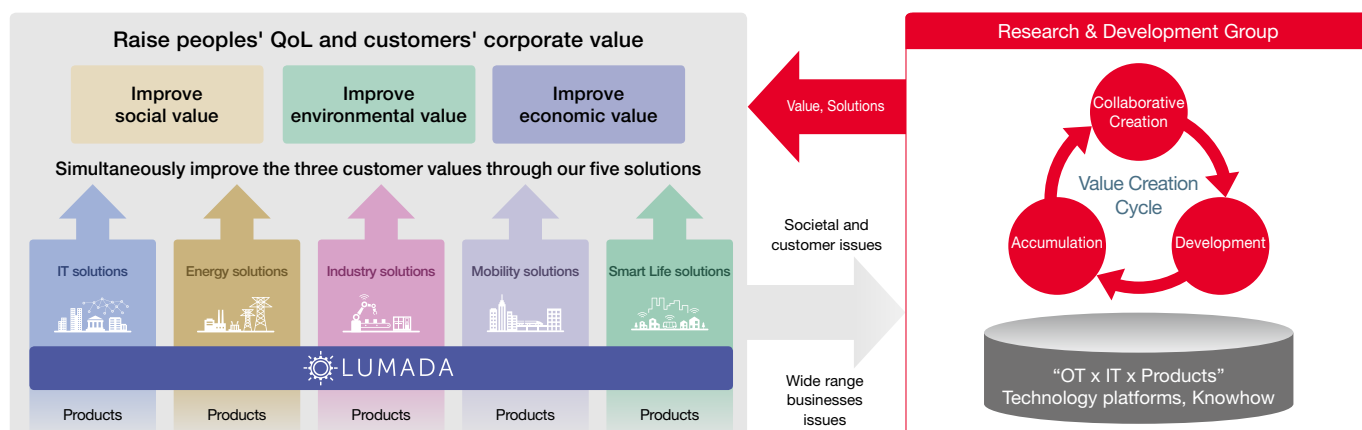 Raise peoples' QoL and customers' corporate value
Improve
social value
Improve
environmental value
Improve
economic value
Simultaneously improve the three customer values through our five solutions
IT solutions
Energy solutions
Industry solutions
Mobility solutions
Smart Life solutions
LUMADA
Products
Products
Products
Products
Products
Value, Solutions
Societal and
customer issues
Wide range
businesses
issues
Research & Development Group
Collaborative
Creation
Value Creation
Cycle
Accumulation
Development
“OT x IT x Products”
Technology platforms, Knowhow